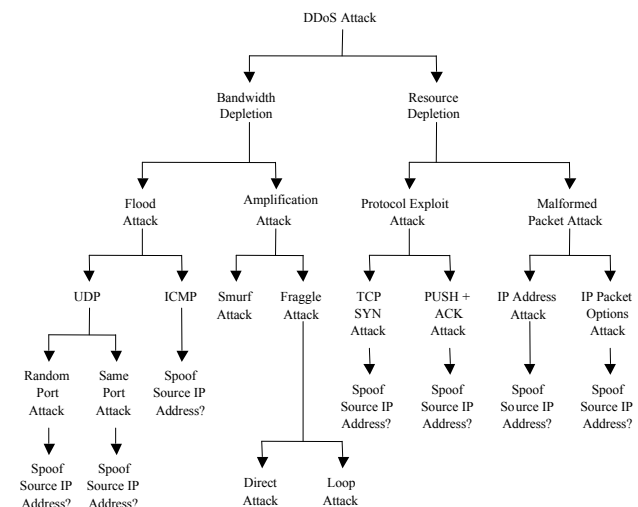 DDoS Attack
Bandwidth
Depletion
Resource
Depletion
Flood
Attack
Amplification
Attack
Protocol Exploit
Attack
Malformed
Packet Attack
UDP
ICMP
Smurf
Attack
Fraggle
Attack
TCP
SYN
Attack
PUSH +
ACK
Attack
IP Address
Attack
IP Packet
Options
Attack
Random
Port
Attack
Same
Port
Attack
Spoof
Source IP
Address?
Spoof
Source IP
Address?
Spoof
Source IP
Address?
Spoof
Source IP
Address?
Spoof
Source IP
Address?
Spoof
Source IP
Address?
Spoof
Source IP
Address?
Direct
Attack
Loop
Attack